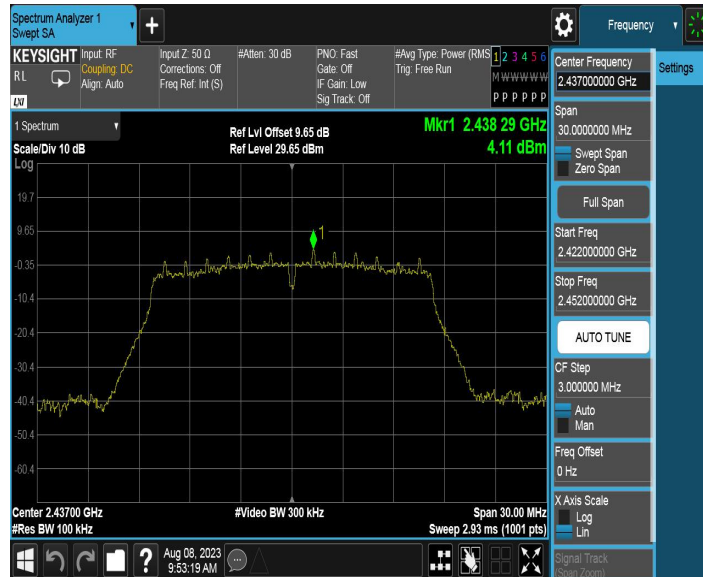 Spectrum Analyzer 1
Swept SA
+
Frequency
KEYSIGHT
RL
LXI
Input: RF
Coupling: DC
Align: Auto
Input Z: 50 Ω
Corrections: Off
Freq Ref: Int (S)
#Atten: 30 dB
PNO: Fast
Gate: Off
IF Gain: Low
Sig Track: Off
#Avg Type: Power (RMS
Trig: Free Run
1 2 3 4 5 6
M W W W W W
P P P P P P
1 Spectrum
Scale/Div 10 dB
Log
Ref Lvl Offset 9.65 dB
Ref Level 29.65 dBm
Mkr1 2.438 29 GHz
4.11 dBm
19.7
9.65
-0.35
-10.4
-20.4
-30.4
-40.4
-50.4
-60.4
1
Center 2.43700 GHz
#Res BW 100 kHz
#Video BW 300 kHz
Span 30.00 MHz
Sweep 2.93 ms (1001 pts)
Aug 08, 2023
9:53:19 AM
?
Center Frequency
2.437000000 GHz
Settings
Span
30.0000000 MHz
Swept Span
Zero Span
Full Span
Start Freq
2.422000000 GHz
Stop Freq
2.452000000 GHz
AUTO TUNE
CF Step
3.000000 MHz
Auto
Man
Freq Offset
0 Hz
X Axis Scale
Log
Lin
Signal Track
(Span Zoom)